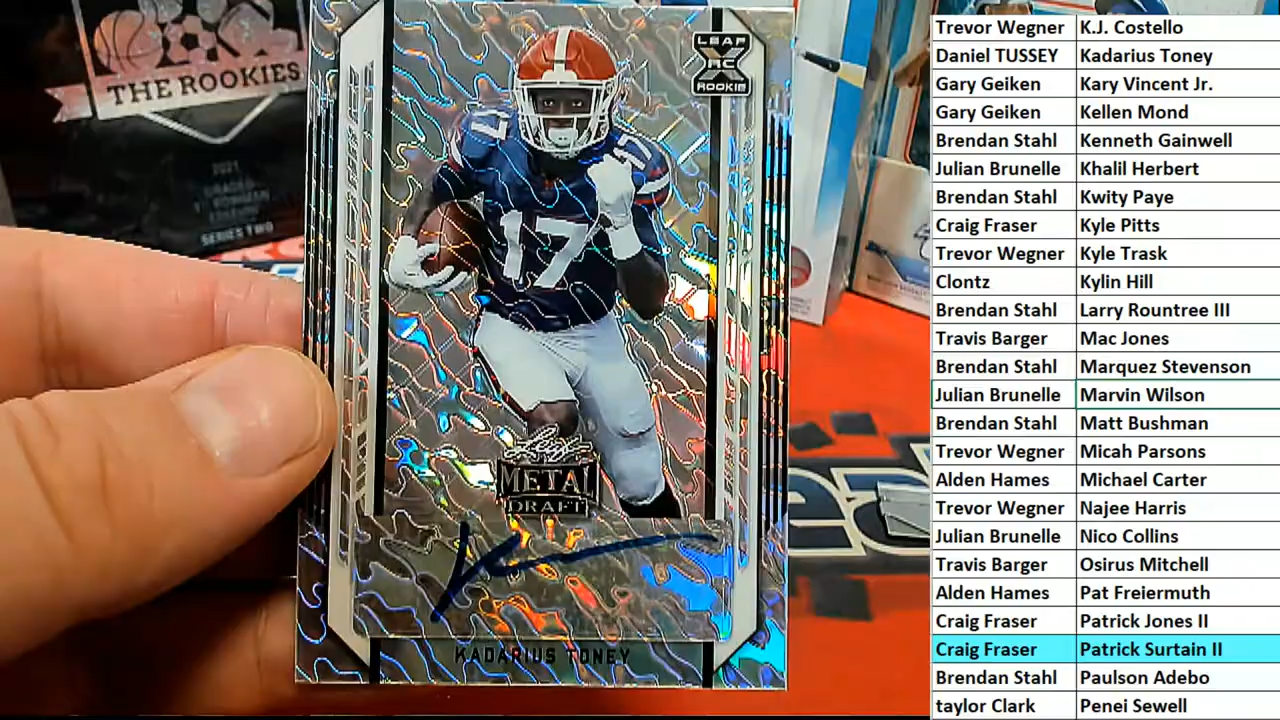 THE ROOKIES
2021
SERIES TWO
LEAF
RC
ROOKIE
17
17
17
Leaf
METAL
DRAFT
KADARIUS TONEY
Trevor Wegner K.J. Costello
Daniel TUSSEY Kadarius Toney
Gary Geiken Kary Vincent Jr.
Gary Geiken Kellen Mond
Brendan Stahl Kenneth Gainwell
Julian Brunelle Khalil Herbert
Brendan Stahl Kwity Paye
Craig Fraser Kyle Pitts
Trevor Wegner Kyle Trask
Clontz Kylin Hill
Brendan Stahl Larry Rountree III
Travis Barger Mac Jones
Brendan Stahl Marquez Stevenson
Julian Brunelle Marvin Wilson
Brendan Stahl Matt Bushman
Trevor Wegner Micah Parsons
Alden Hames Michael Carter
Trevor Wegner Najee Harris
Julian Brunelle Nico Collins
Travis Barger Osirus Mitchell
Alden Hames Pat Freiermuth
Craig Fraser Patrick Jones II
Craig Fraser Patrick Surtain II
Brendan Stahl Paulson Adebo
taylor Clark Penei Sewell